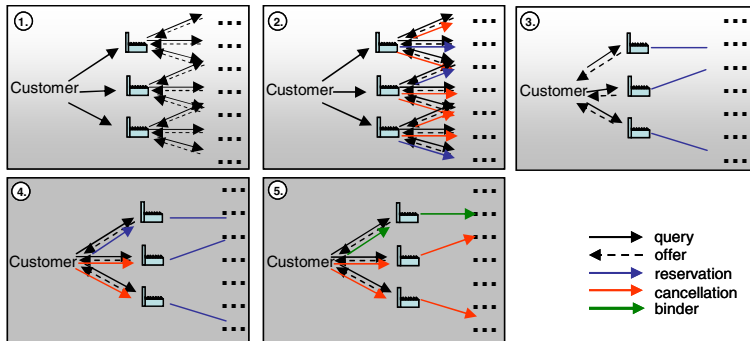 1.
Customer
2.
Customer
3.
Customer
4.
Customer
5.
Customer
query
offer
reservation
cancellation
binder